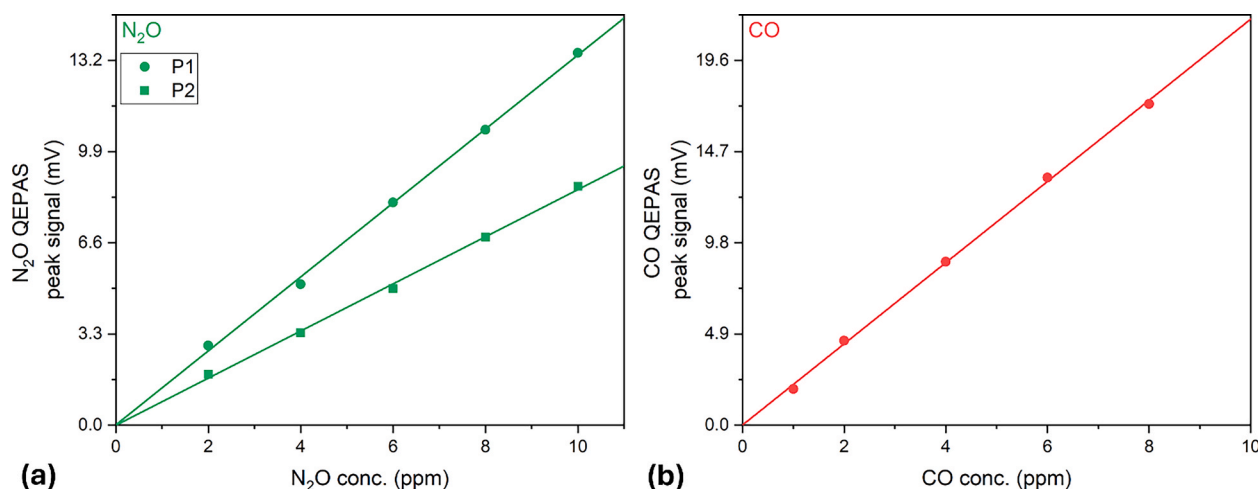 N₂O
P1
P2
13.2
9.9
6.6
3.3
0.0
N₂O QEPAS
peak signal (mV)
0 2 4 6 8 10
N₂O conc. (ppm)
(a)
CO
19.6
14.7
9.8
4.9
0.0
CO QEPAS
peak signal (mV)
0 2 4 6 8 10
CO conc. (ppm)
(b)